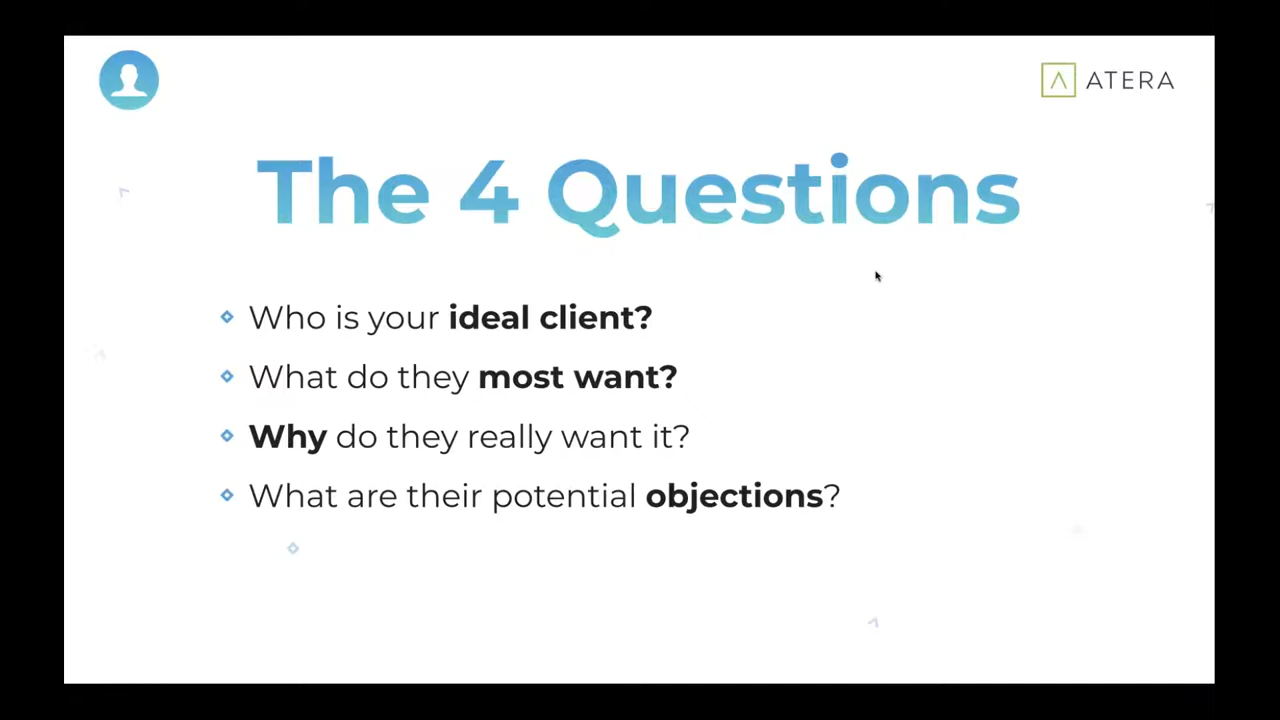 ATERA
The 4 Questions
Who is your ideal client?
What do they most want?
Why do they really want it?
What are their potential objections?